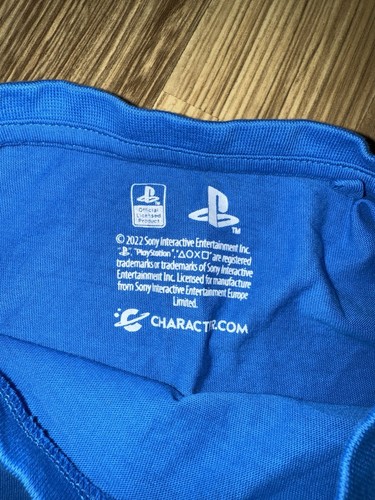 Official
Licensed
Product
TM
© 2022 Sony Interactive Entertainment Inc.
" ", "PlayStation", "△○✕□" are registered
trademarks or trademarks of Sony Interactive
Entertainment Inc. Licensed for manufacture
from Sony Interactive Entertainment Europe
Limited.
CHARACTER.COM